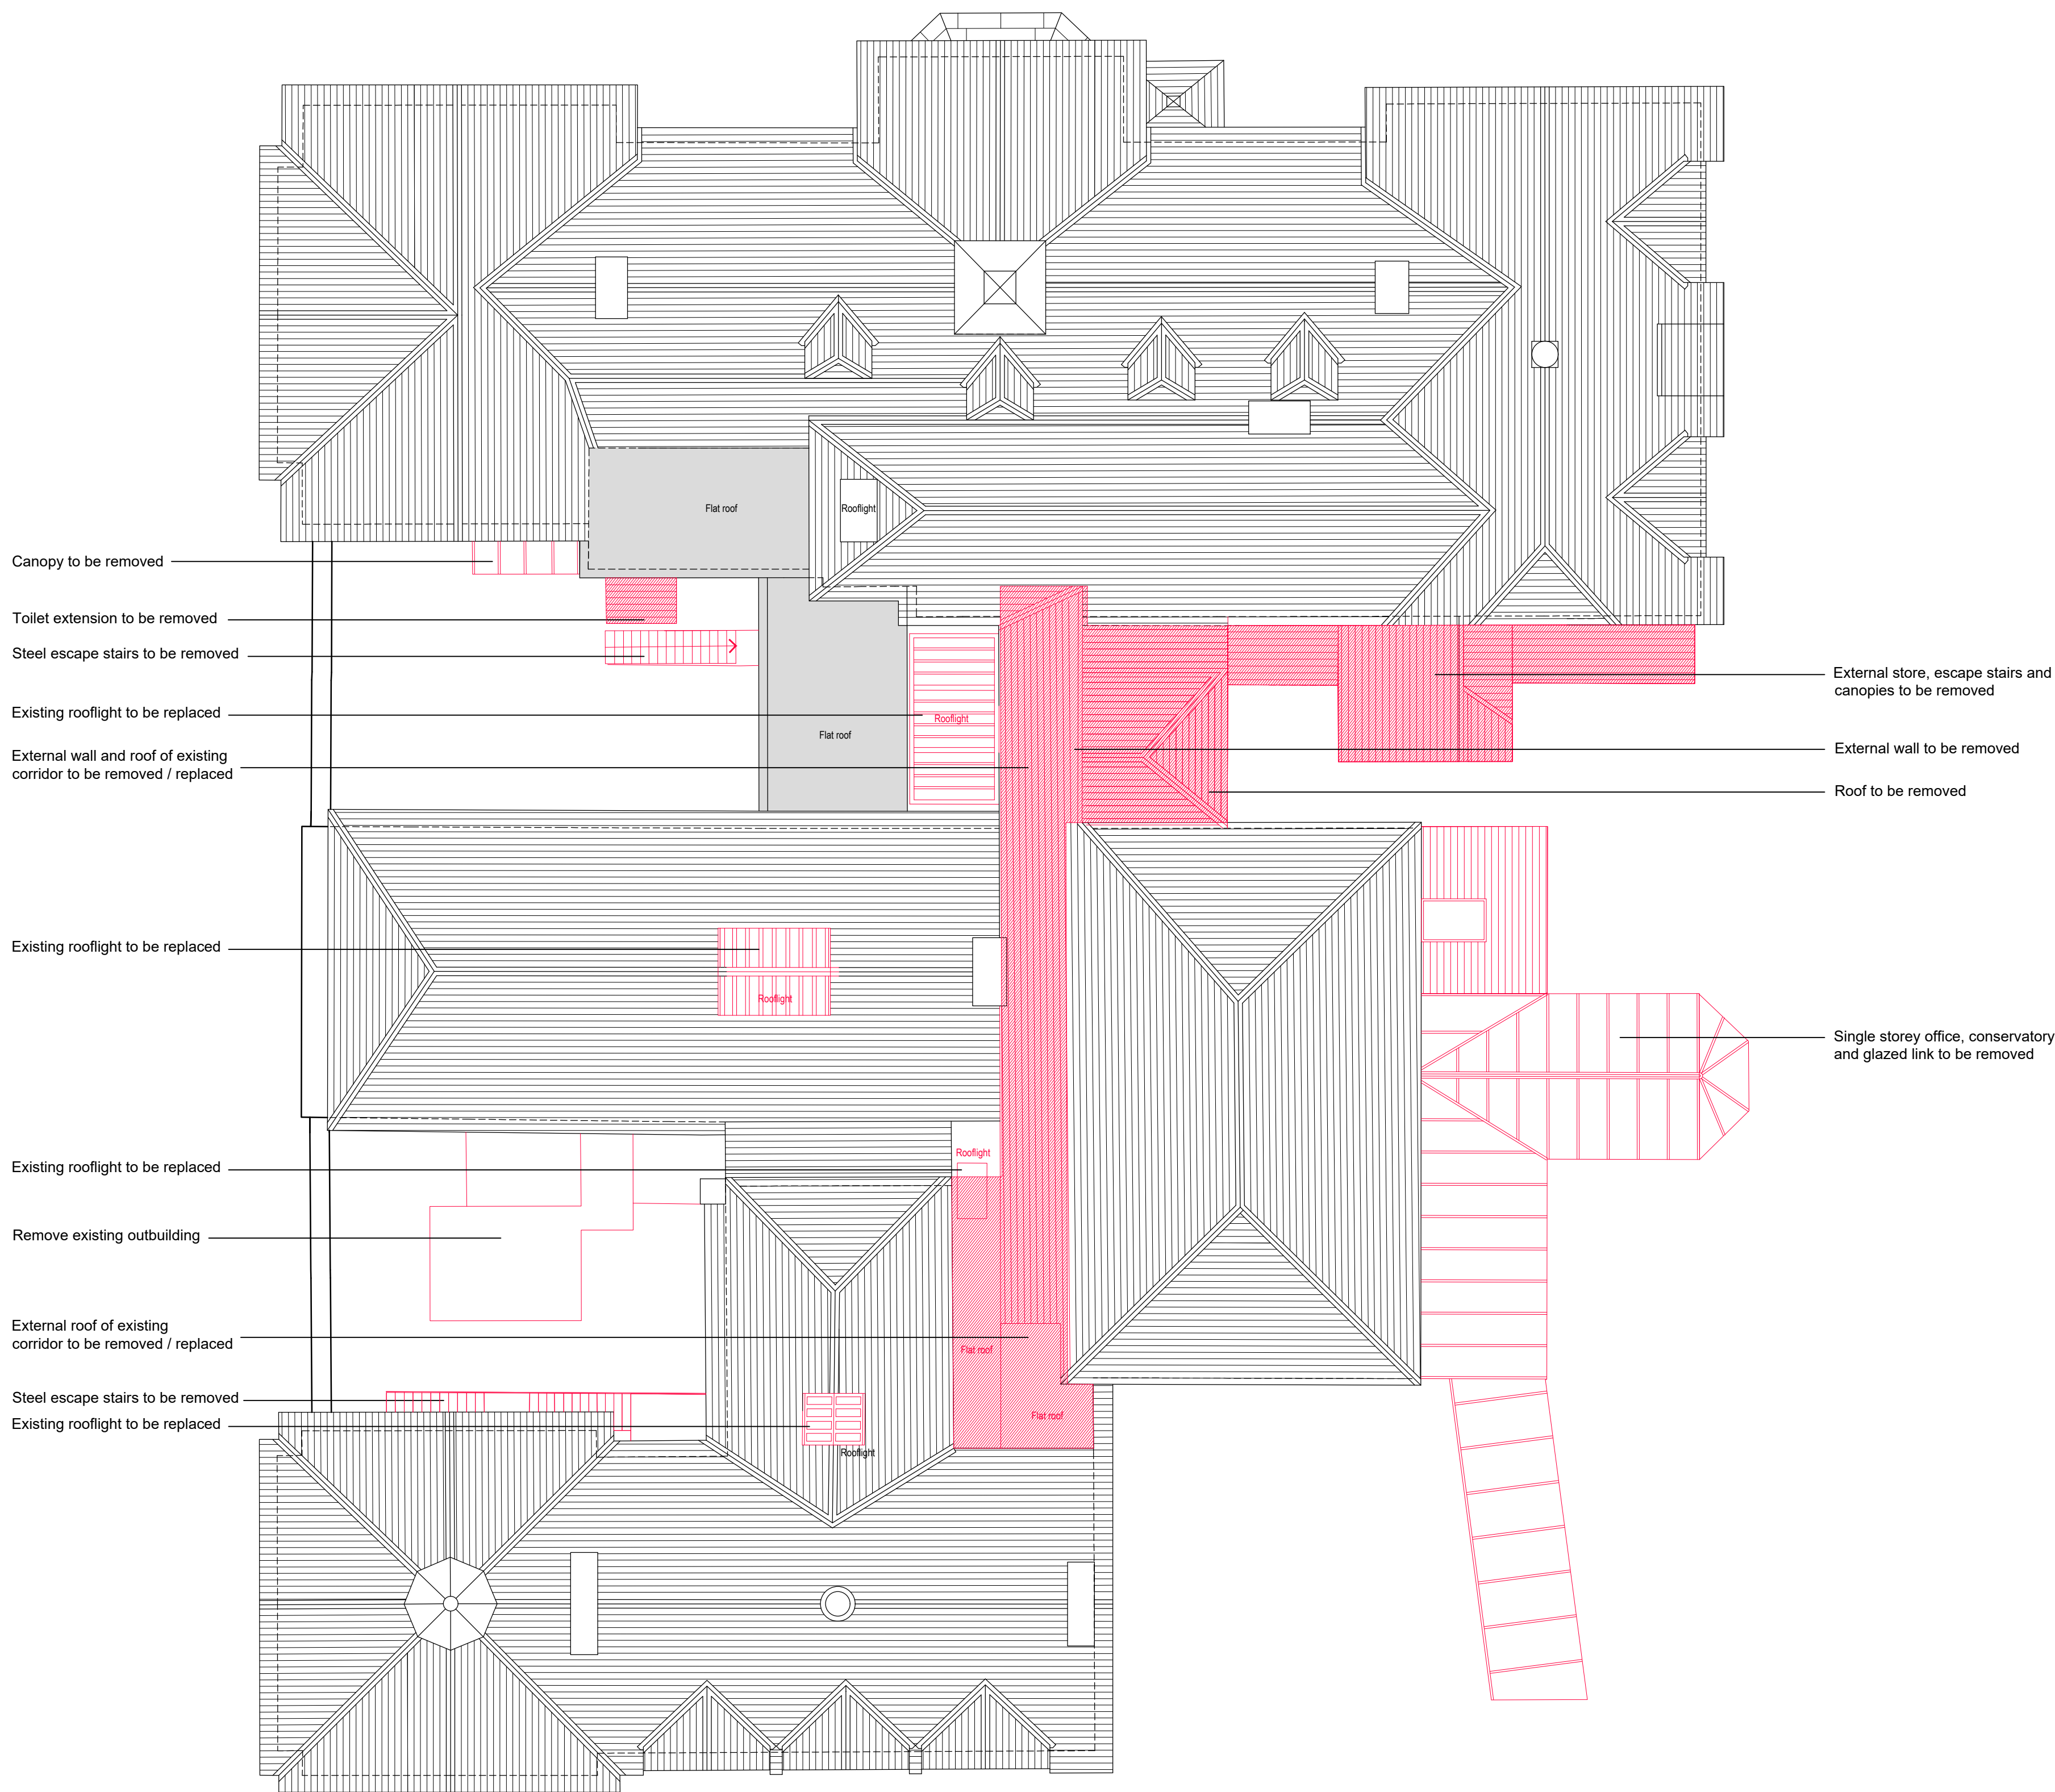 Flat roof
Rooflight
Canopy to be removed
Toilet extension to be removed
Steel escape stairs to be removed
External store, escape stairs and
canopies to be removed
Existing rooflight to be replaced
Rooflight
Flat roof
External wall and roof of existing
corridor to be removed / replaced
External wall to be removed
Roof to be removed
Existing rooflight to be replaced
Rooflight
Single storey office, conservatory
and glazed link to be removed
Rooflight
Existing rooflight to be replaced
Remove existing outbuilding
External roof of existing
corridor to be removed / replaced
Flat roof
Steel escape stairs to be removed
Flat roof
Existing rooflight to be replaced
Rooflight